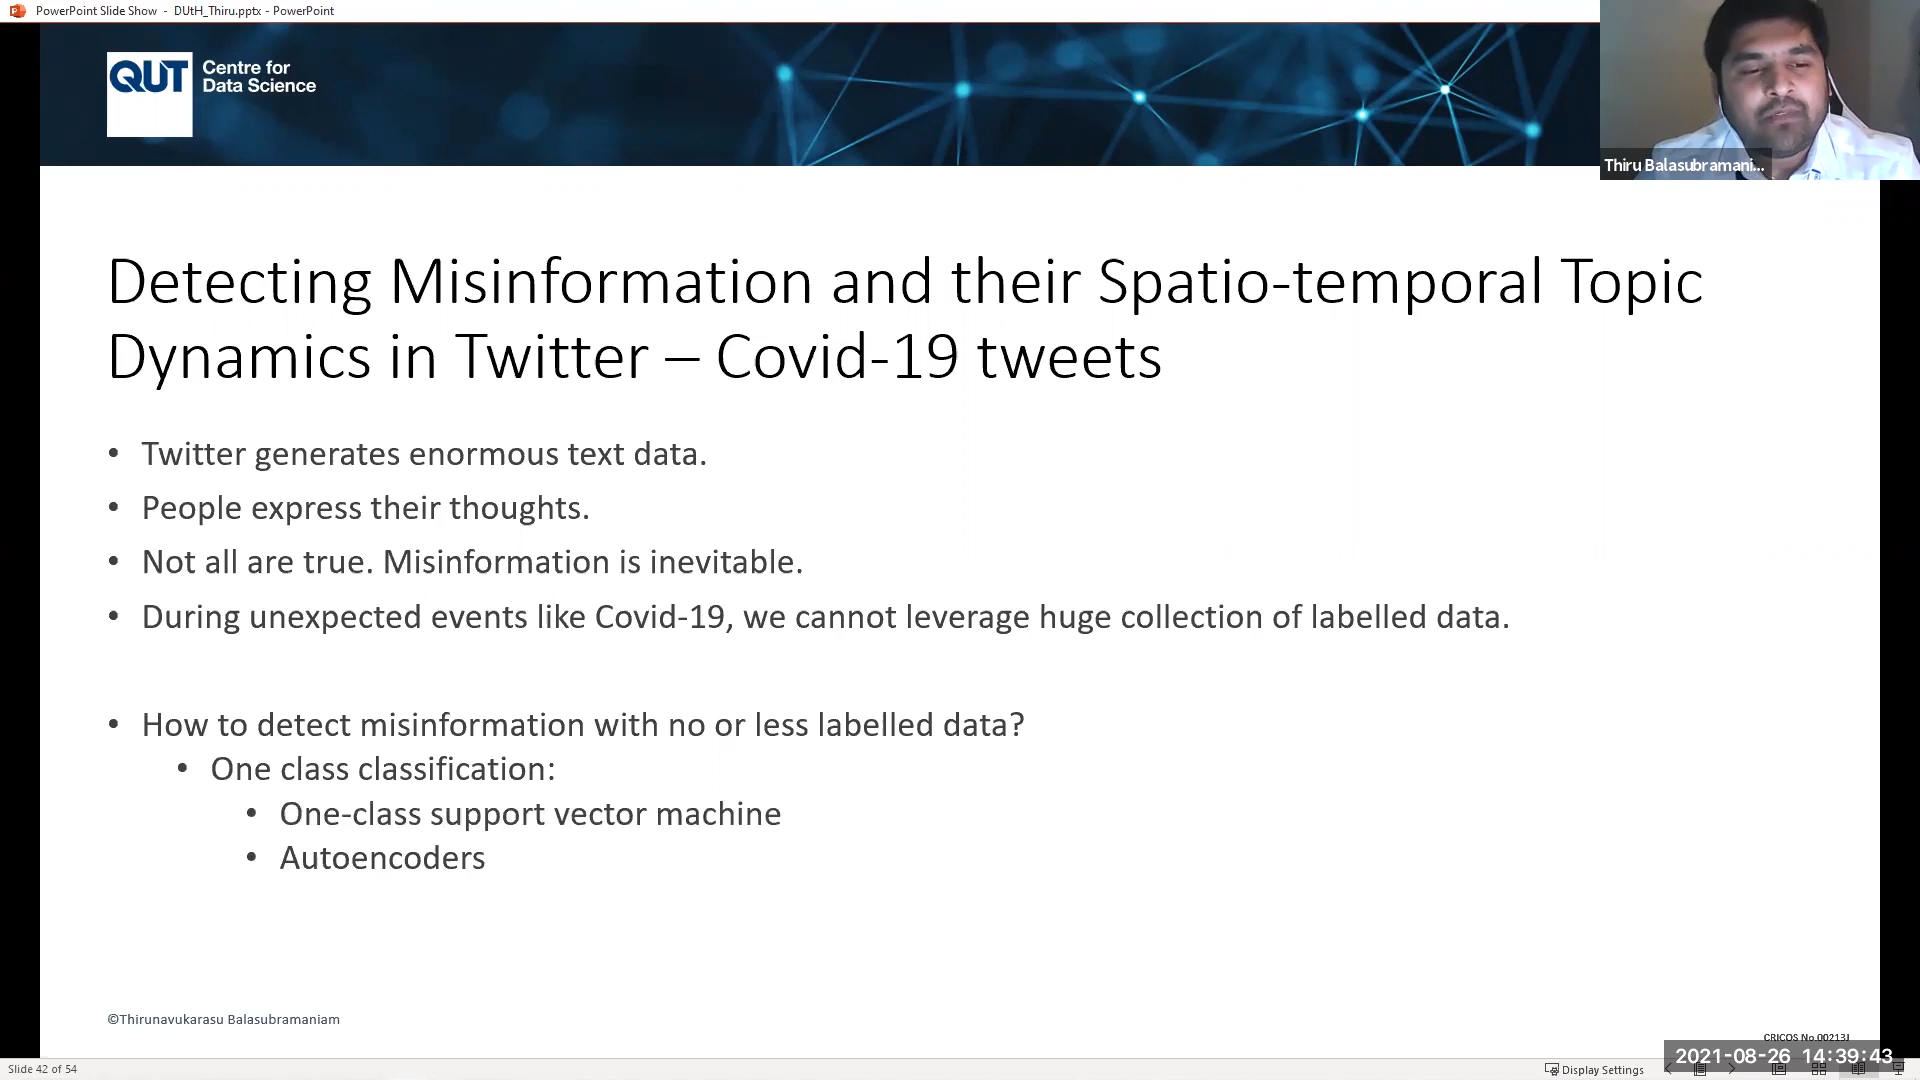 PowerPoint Slide Show - DUtH_Thiru.pptx - PowerPoint
QUT
Centre for
Data Science
Thiru Balasubramani...
Detecting Misinformation and their Spatio-temporal Topic
Dynamics in Twitter – Covid-19 tweets
• Twitter generates enormous text data.
• People express their thoughts.
• Not all are true. Misinformation is inevitable.
• During unexpected events like Covid-19, we cannot leverage huge collection of labelled data.
• How to detect misinformation with no or less labelled data?
• One class classification:
• One-class support vector machine
• Autoencoders
©Thirunavukarasu Balasubramaniam
CRICOS No.00213J
2021-08-26 14:39:43
Slide 42 of 54
Display Settings